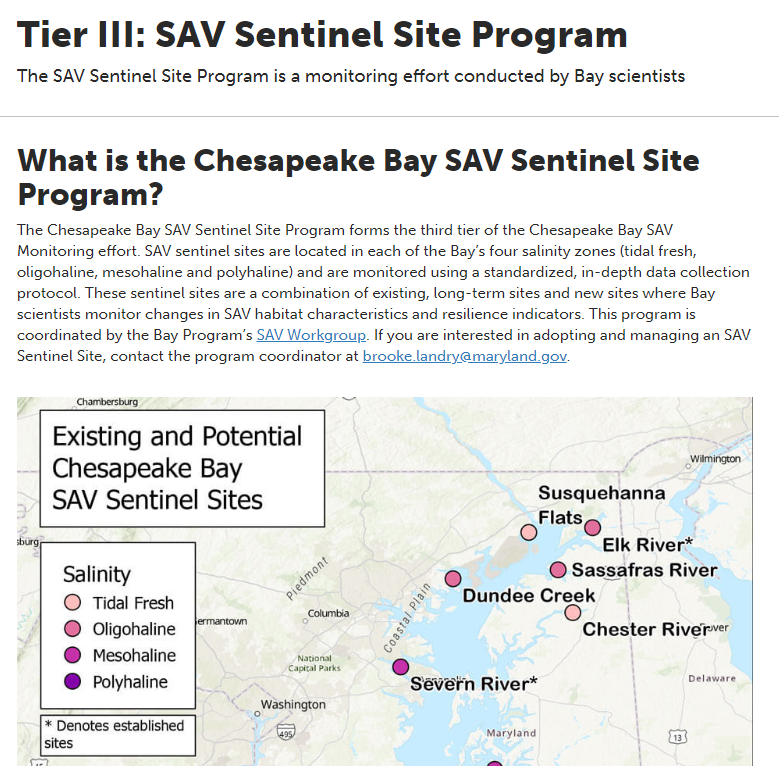 Tier III: SAV Sentinel Site Program
The SAV Sentinel Site Program is a monitoring effort conducted by Bay scientists
What is the Chesapeake Bay SAV Sentinel Site
Program?
The Chesapeake Bay SAV Sentinel Site Program forms the third tier of the Chesapeake Bay SAV
Monitoring effort. SAV sentinel sites are located in each of the Bay’s four salinity zones (tidal fresh,
oligohaline, mesohaline and polyhaline) and are monitored using a standardized, in-depth data collection
protocol. These sentinel sites are a combination of existing, long-term sites and new sites where Bay
scientists monitor changes in SAV habitat characteristics and resilience indicators. This program is
coordinated by the Bay Program’s SAV Workgroup. If you are interested in adopting and managing an SAV
Sentinel Site, contact the program coordinator at brooke.landry@maryland.gov.
Chambersburg
Existing and Potential
Chesapeake Bay
SAV Sentinel Sites
Wilmington
Susquehanna
Flats
Elk River*
sburg
Sassafras River
Piedmont
Salinity
Tidal Fresh
Oligohaline
Mesohaline
Polyhaline
Dundee Creek
Coastal Plain
ermantown
Columbia
Chester River
over
National
Capital Parks
Severn River*
Delaware
Washington
* Denotes established
sites
495
Maryland
13